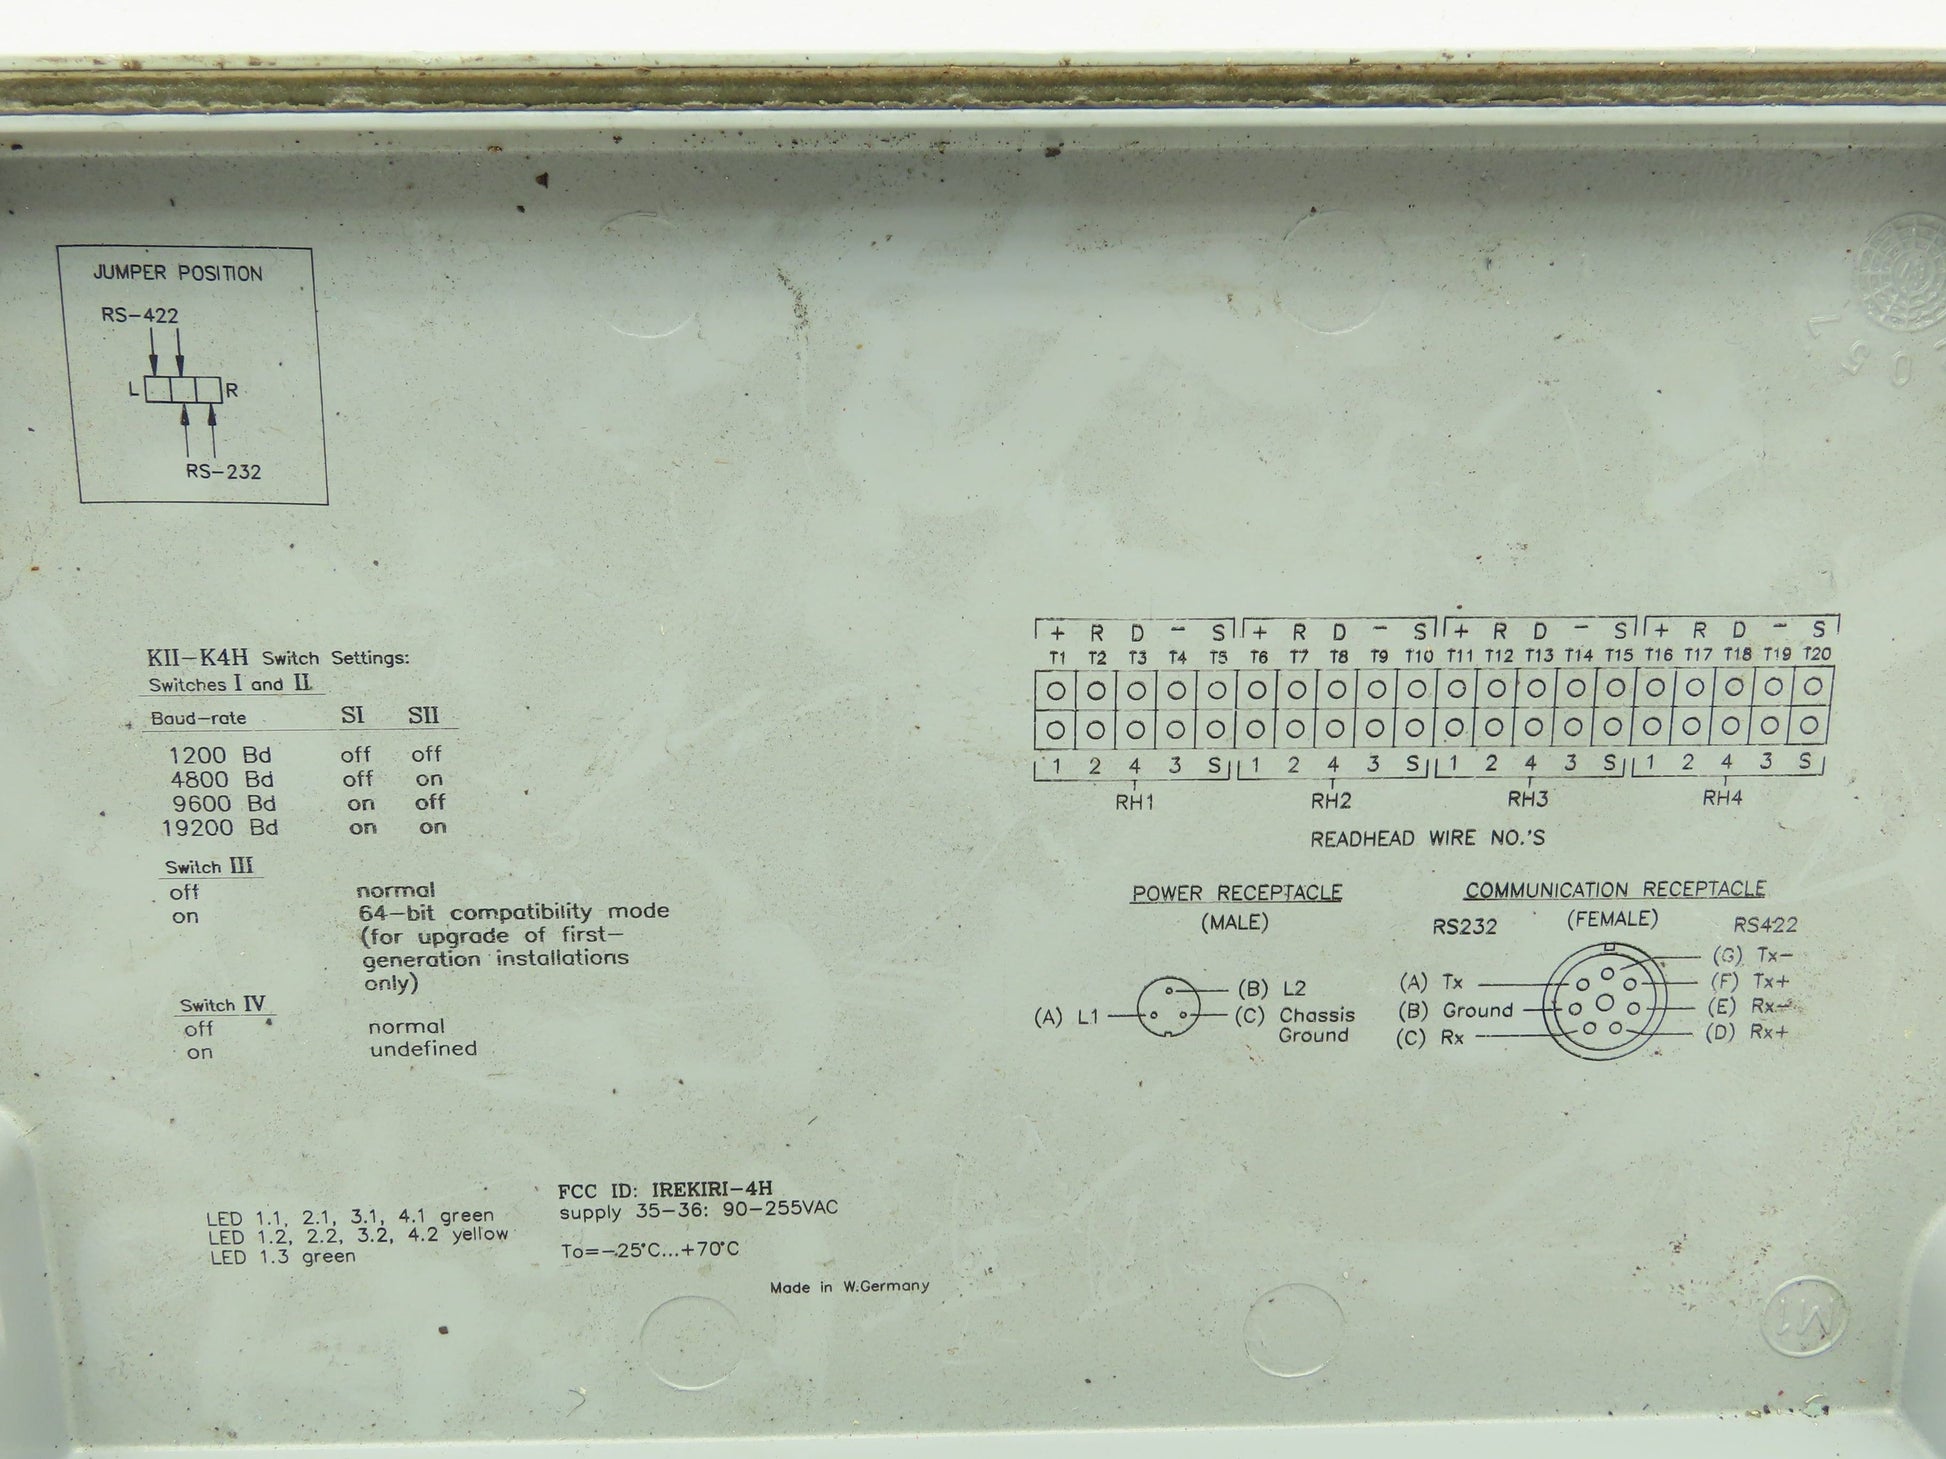 JUMPER POSITION
RS-422
L R
RS-232
KII-K4H Switch Settings:
Switches I and II
Baud-rate SI SII
1200 Bd off off
4800 Bd off on
9600 Bd on off
19200 Bd on on
Switch III
off normal
on 64-bit compatibility mode
(for upgrade of first-
generation installations
only)
Switch IV
off normal
on undefined
LED 1.1, 2.1, 3.1, 4.1 green
LED 1.2, 2.2, 3.2, 4.2 yellow
LED 1.3 green
FCC ID: IREKIRI-4H
supply 35-36: 90-255VAC
To=-25°C...+70°C
Made in W.Germany
+ R D - S + R D - S + R D - S + R D - S
T1 T2 T3 T4 T5 T6 T7 T8 T9 T10 T11 T12 T13 T14 T15 T16 T17 T18 T19 T20
1 2 4 3 S 1 2 4 3 S 1 2 4 3 S 1 2 4 3 S
RH1 RH2 RH3 RH4
READHEAD WIRE NO.'S
POWER RECEPTACLE
(MALE)
(B) L2
(A) L1
(C) Chassis
Ground
COMMUNICATION RECEPTACLE
(FEMALE)
RS232 RS422
(G) Tx-
(A) Tx (F) Tx+
(B) Ground (E) Rx-
(C) Rx (D) Rx+
M1